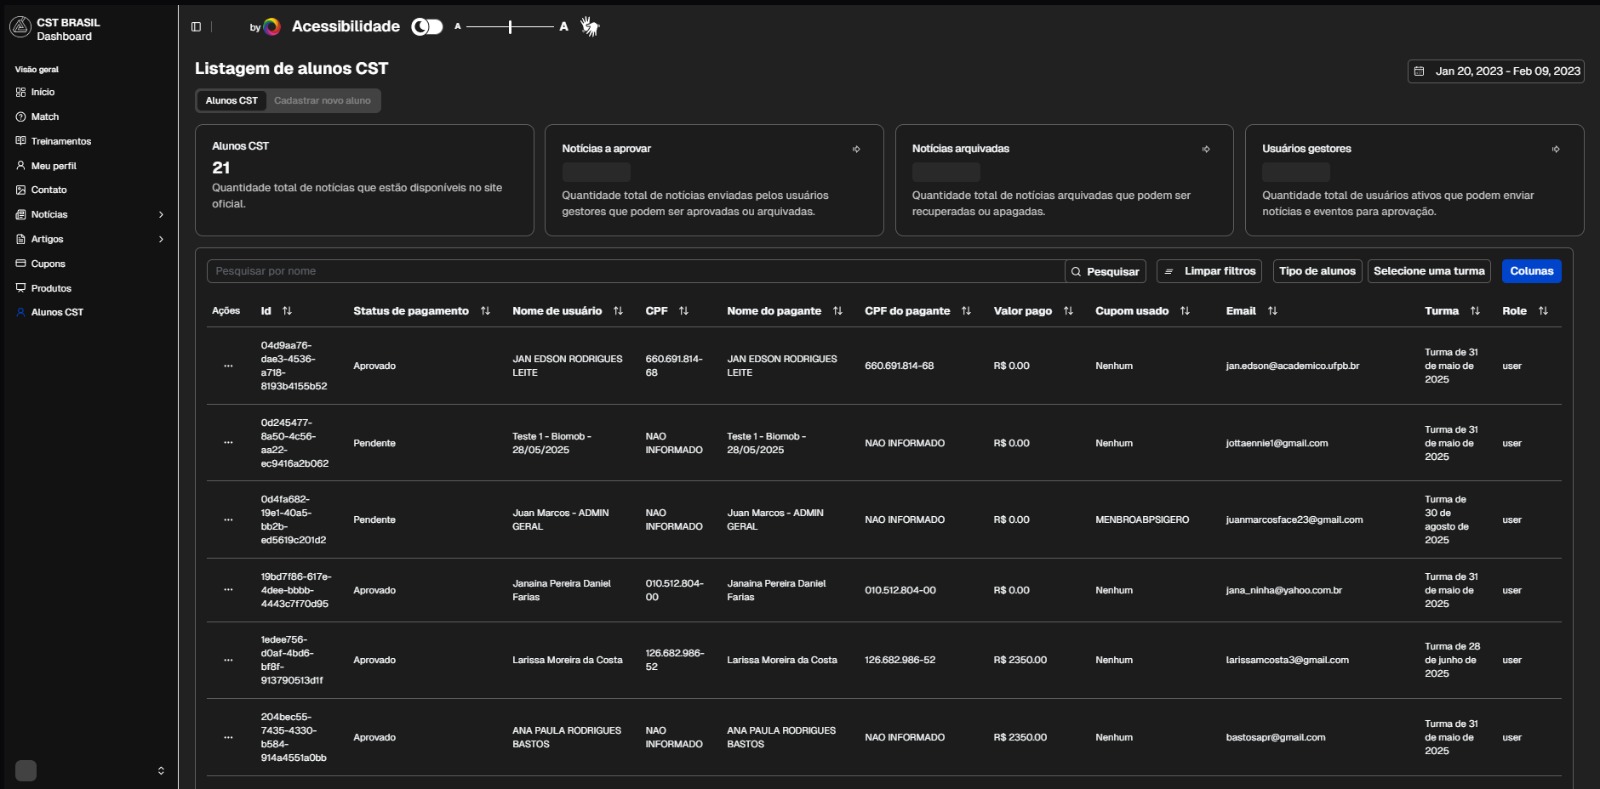 CST BRASIL
Dashboard
Visão geral
Início
Match
Treinamentos
Meu perfil
Contato
Notícias
Artigos
Cupons
Produtos
Alunos CST
by
Acessibilidade
A
A
Listagem de alunos CST
Jan 20, 2023 - Feb 09, 2023
Alunos CST
Cadastrar novo aluno
Alunos CST
21
Quantidade total de notícias que estão disponíveis no site
oficial.
Notícias a aprovar
Quantidade total de notícias enviadas pelos usuários
gestores que podem ser aprovadas ou arquivadas.
Notícias arquivadas
Quantidade total de notícias arquivadas que podem ser
recuperadas ou apagadas.
Usuários gestores
Quantidade total de usuários ativos que podem enviar
notícias e eventos para aprovação.
Pesquisar por nome
Pesquisar
Limpar filtros
Tipo de alunos
Selecione uma turma
Colunas
Ações
Id
Status de pagamento
Nome de usuário
CPF
Nome do pagante
CPF do pagante
Valor pago
Cupom usado
Email
Turma
Role
...
04d9aa76-
dae3-4536-
a718-
8193b4155b52
Aprovado
JAN EDSON RODRIGUES
LEITE
660.691.814-
68
JAN EDSON RODRIGUES
LEITE
660.691.814-68
R$ 0.00
Nenhum
jan.edson@academico.ufpb.br
Turma de 31
de maio de
2025
user
...
0d245477-
8a50-4c56-
aa22-
ec9416a2b062
Pendente
Teste 1 - Biomob -
28/05/2025
NAO
INFORMADO
Teste 1 - Biomob -
28/05/2025
NAO INFORMADO
R$ 0.00
Nenhum
jottaennie1@gmail.com
Turma de 31
de maio de
2025
user
...
0d4fa682-
19e1-40a5-
bb2b-
ed5619c201d2
Pendente
Juan Marcos - ADMIN
GERAL
NAO
INFORMADO
Juan Marcos - ADMIN
GERAL
NAO INFORMADO
R$ 0.00
MENBROABPSIGERO
juanmarcosface23@gmail.com
Turma de
30 de
agosto de
2025
user
...
19bd7f86-617e-
4dee-bbbb-
4443c7f70d95
Aprovado
Janaina Pereira Daniel
Farias
010.512.804-
00
Janaina Pereira Daniel
Farias
010.512.804-00
R$ 0.00
Nenhum
jana_ninha@yahoo.com.br
Turma de 31
de maio de
2025
user
...
1edee756-
d0af-4bd6-
bf8f-
913790513d1f
Aprovado
Larissa Moreira da Costa
126.682.986-
52
Larissa Moreira da Costa
126.682.986-52
R$ 2350.00
Nenhum
larissamcosta3@gmail.com
Turma de 28
de junho de
2025
user
...
204bec55-
7435-4330-
b584-
914a4551a0bb
Aprovado
ANA PAULA RODRIGUES
BASTOS
NAO
INFORMADO
ANA PAULA RODRIGUES
BASTOS
NAO INFORMADO
R$ 2350.00
Nenhum
bastosapr@gmail.com
Turma de 31
de maio de
2025
user